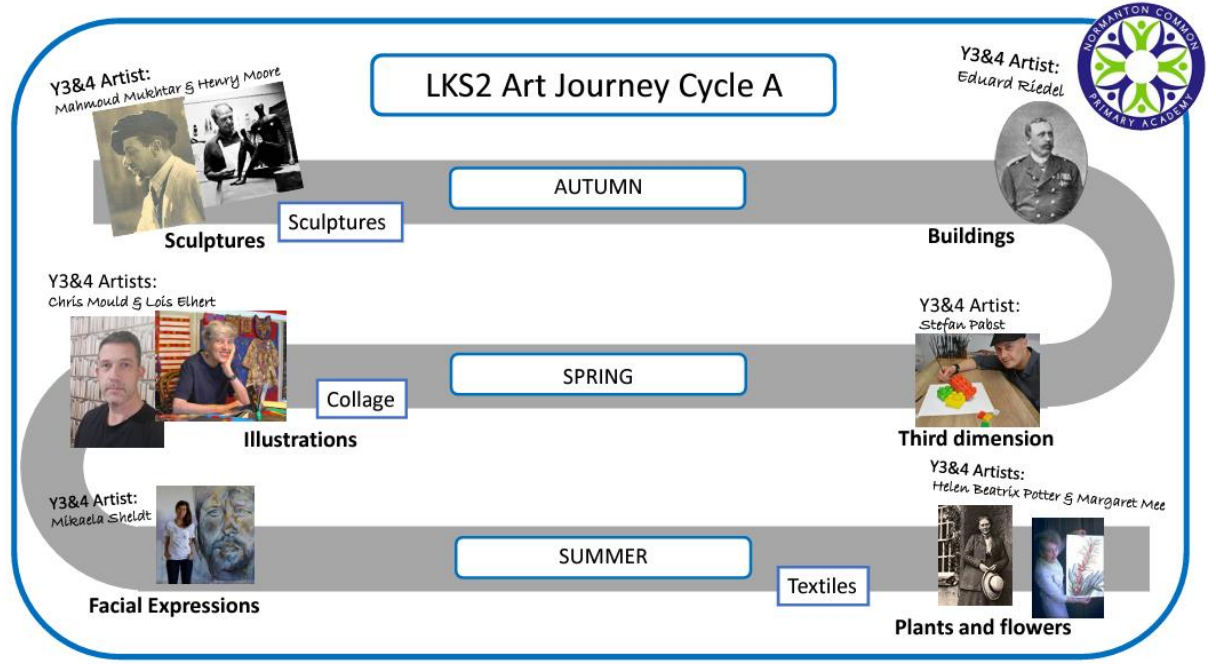 NORMANTON COMMON
PRIMARY ACADEMY
LKS2 Art Journey Cycle A
Y3&4 Artist:
Mahmoud Mukhtar & Henry Moore
Y3&4 Artist:
Eduard Riedel
AUTUMN
Sculptures
Sculptures
Buildings
Y3&4 Artists:
Chris Mould & Lois Elhert
Y3&4 Artist:
Stefan Pabst
SPRING
Collage
Illustrations
Third dimension
Y3&4 Artist:
Mikaela Sheldt
Y3&4 Artists:
Helen Beatrix Potter & Margaret Mee
SUMMER
Textiles
Facial Expressions
Plants and flowers